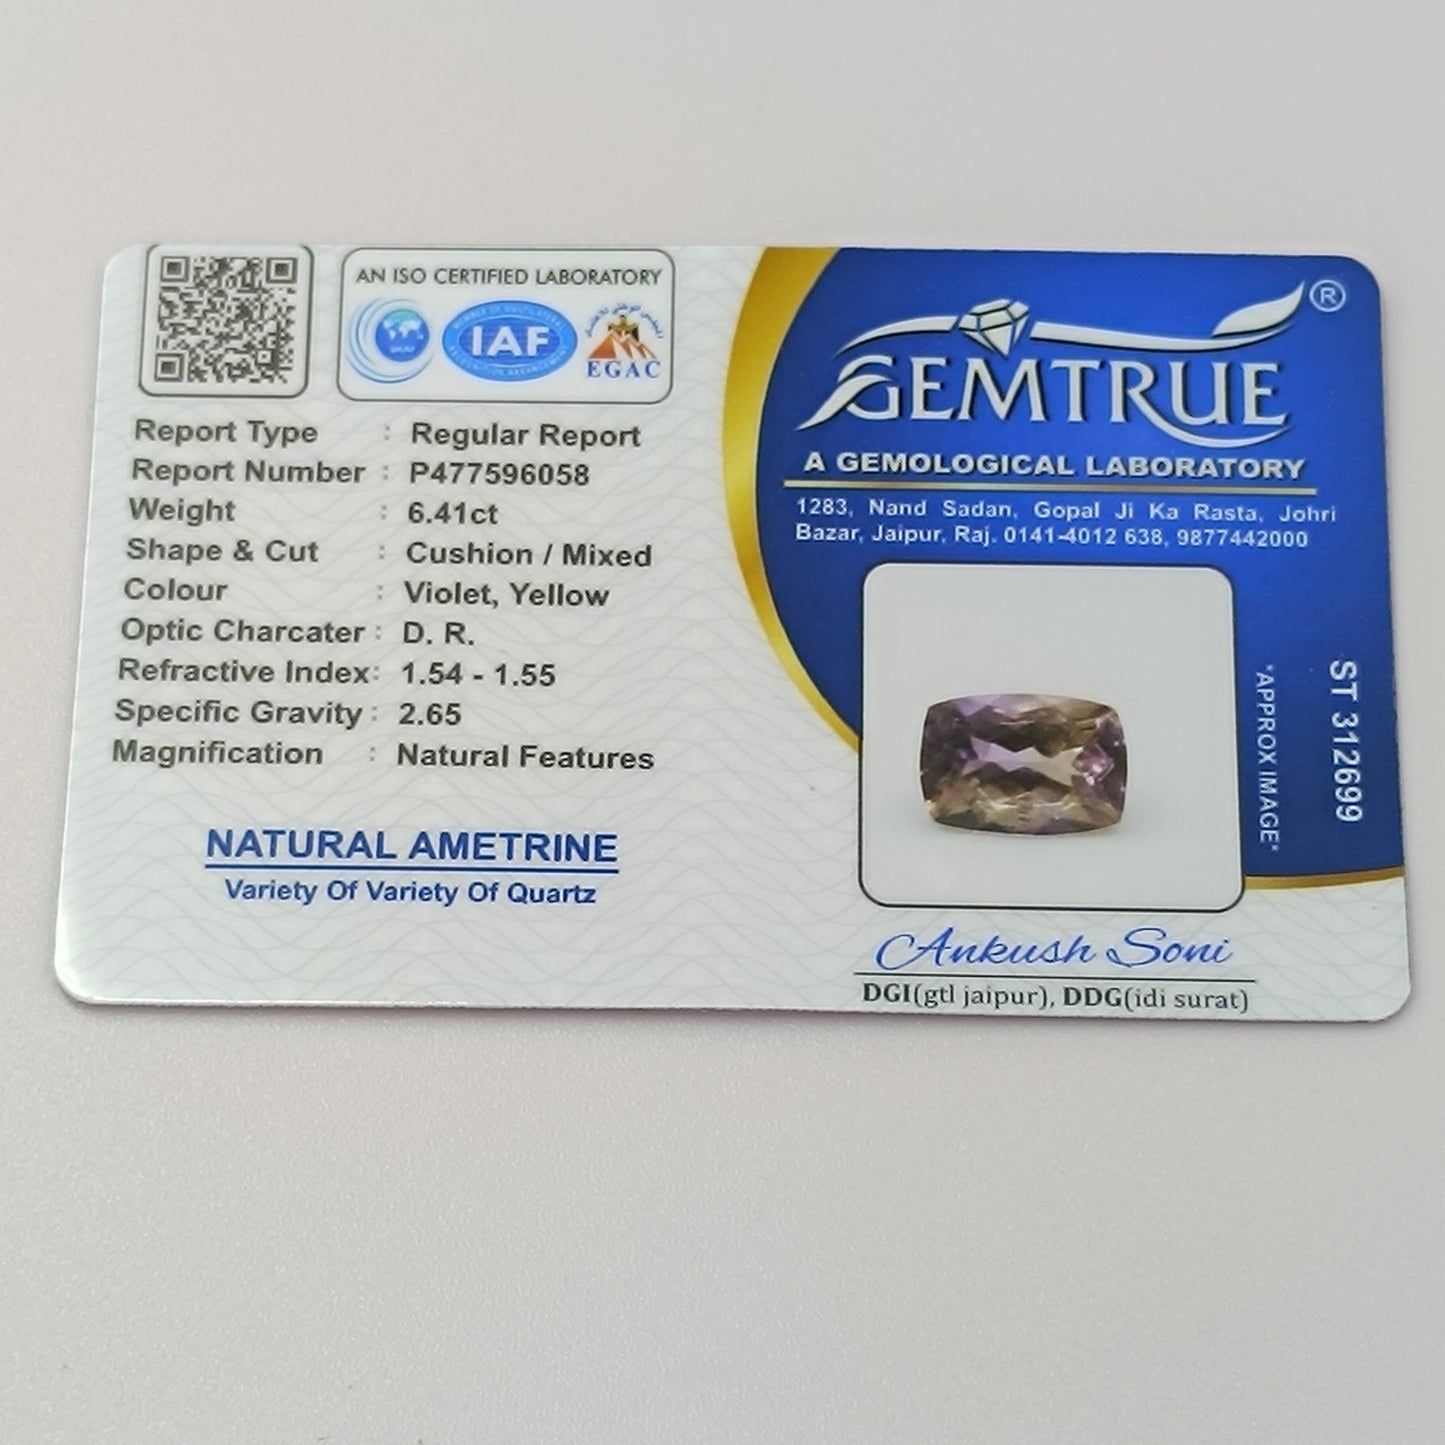 AN ISO CERTIFIED LABORATORY
IAF
EGAC
Report Type : Regular Report
Report Number : P477596058
Weight : 6.41ct
Shape & Cut : Cushion / Mixed
Colour : Violet, Yellow
Optic Charcater : D. R.
Refractive Index: 1.54 - 1.55
Specific Gravity : 2.65
Magnification : Natural Features
NATURAL AMETRINE
Variety Of Variety Of Quartz
GEMTRUE ®
A GEMOLOGICAL LABORATORY
1283, Nand Sadan, Gopal Ji Ka Rasta, Johri
Bazar, Jaipur, Raj. 0141-4012 638, 9877442000
*APPROX IMAGE*
ST 312699
Ankush Soni
DGI(gtl jaipur), DDG(idi surat)